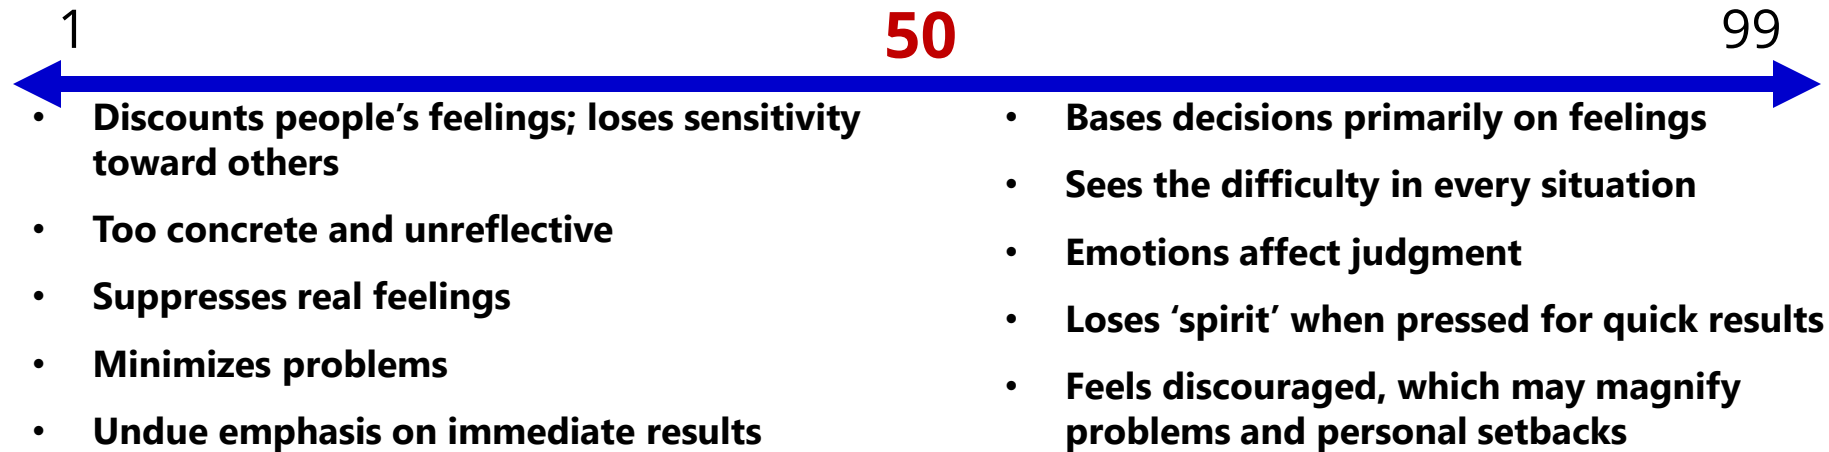 1 50 99
• Discounts people’s feelings; loses sensitivity
toward others
• Too concrete and unreflective
• Suppresses real feelings
• Minimizes problems
• Undue emphasis on immediate results
• Bases decisions primarily on feelings
• Sees the difficulty in every situation
• Emotions affect judgment
• Loses ‘spirit’ when pressed for quick results
• Feels discouraged, which may magnify
problems and personal setbacks